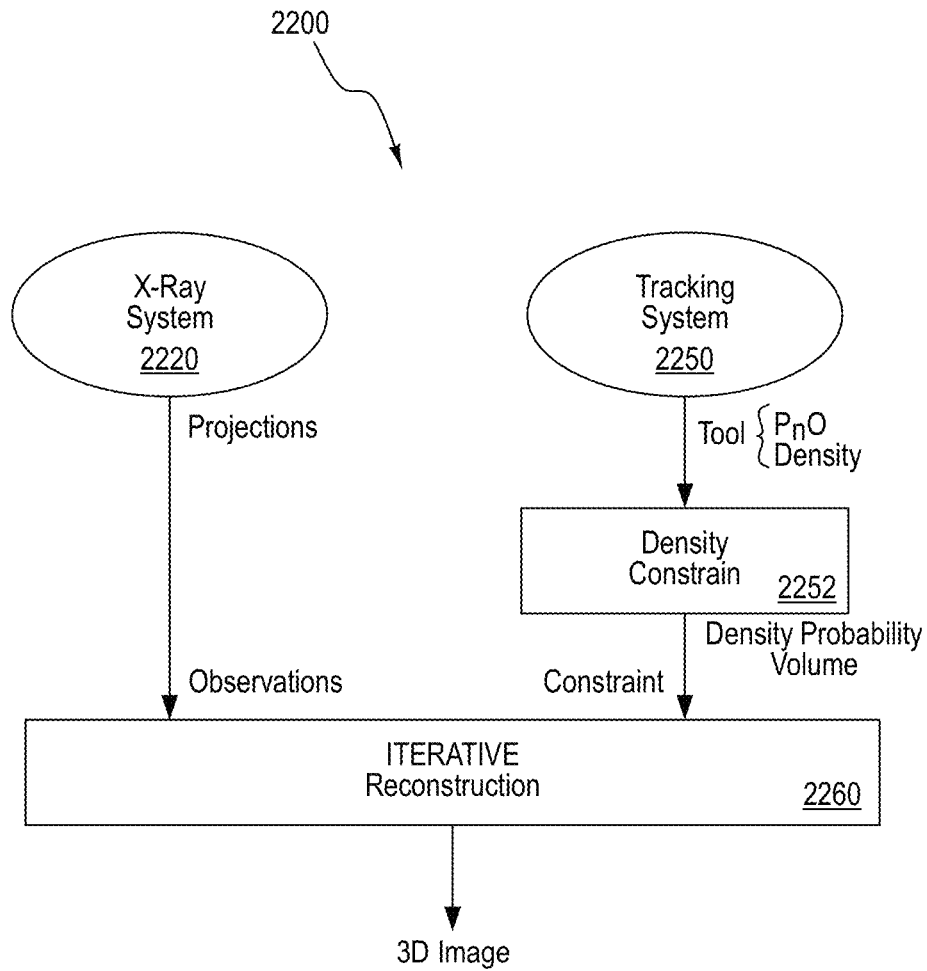 2200
X-Ray
System
2220
Tracking
System
2250
Projections
Tool { PnO
Density
Density
Constrain
2252
Density Probability
Volume
Observations
Constraint
ITERATIVE
Reconstruction
2260
3D Image